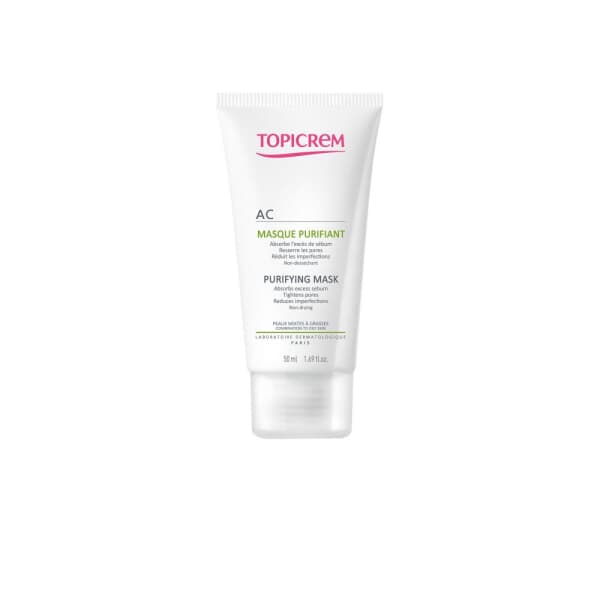 TOPICREM
AC
MASQUE PURIFIANT
Absorbe l'excès de sébum
Resserre les pores
Réduit les imperfections
Non-desséchant
PURIFYING MASK
Absorbs excess sebum
Tightens pores
Reduces imperfections
Non-drying
PEAUX MIXTES À GRASSES
COMBINATION TO OILY SKIN
LABORATOIRE DERMATOLOGIQUE
PARIS
50 ml 1.69 fl.oz.